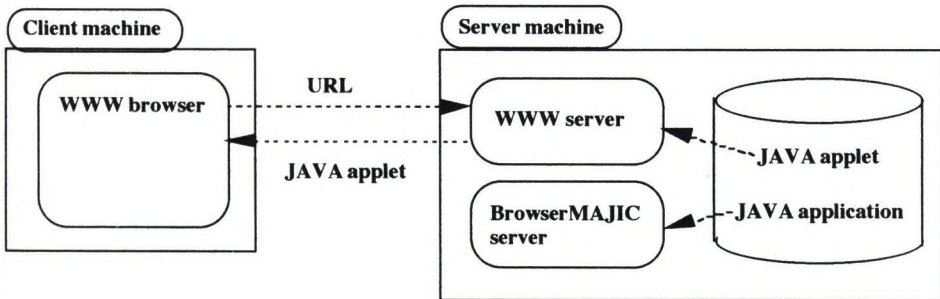 Client machine
Server machine
WWW browser
URL
JAVA applet
WWW server
BrowserMAJIC
server
JAVA applet
JAVA application